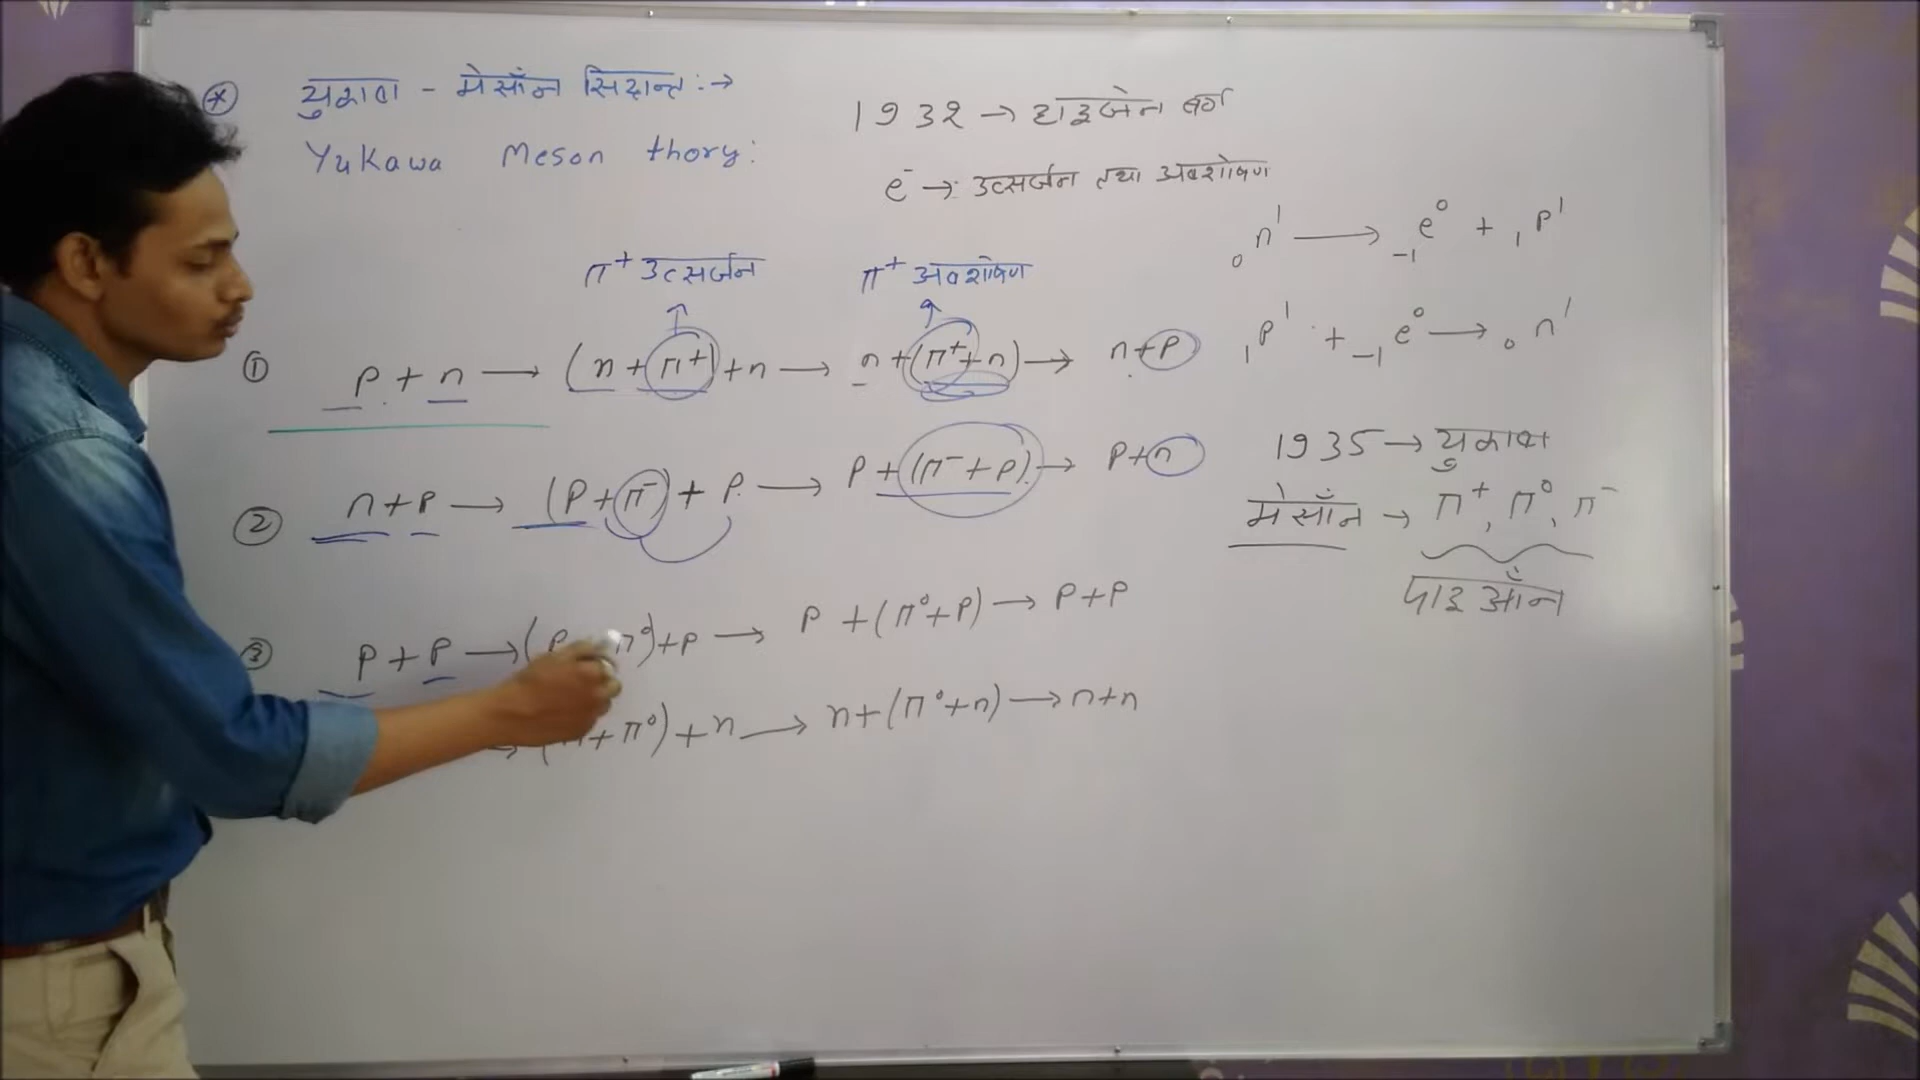 * युकावा - मेसॉन सिद्धान्त :→
Yukawa Meson thory:
1932 → हाइजेन बर्ग
e⁻ → उत्सर्जन तथा अवशोषण
₀n¹ → ₋₁e⁰ + ₁p¹
₁p¹ + ₋₁e⁰ → ₀n¹
π⁺ उत्सर्जन
π⁺ अवशोषण
① p + n → (n + π⁺) + n → n + (π⁺ + n) → n + p
② n + p → (p + π⁻) + p → p + (π⁻ + p) → p + n
1935 → युकावा
मेसॉन → π⁺, π⁰, π⁻
पाइ ऑन
③ p + p → (p π⁰) + p → p + (π⁰ + p) → p + p
→ (n + π⁰) + n → n + (π⁰ + n) → n + n